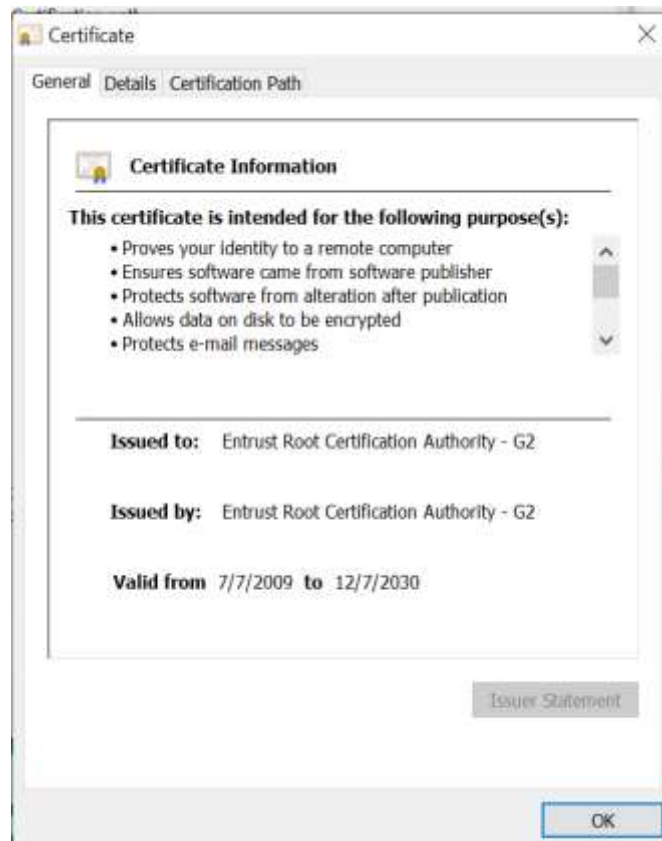 Certificate
General Details Certification Path
Certificate Information
This certificate is intended for the following purpose(s):
• Proves your identity to a remote computer
• Ensures software came from software publisher
• Protects software from alteration after publication
• Allows data on disk to be encrypted
• Protects e-mail messages
Issued to: Entrust Root Certification Authority - G2
Issued by: Entrust Root Certification Authority - G2
Valid from 7/7/2009 to 12/7/2030
Issuer Statement
OK